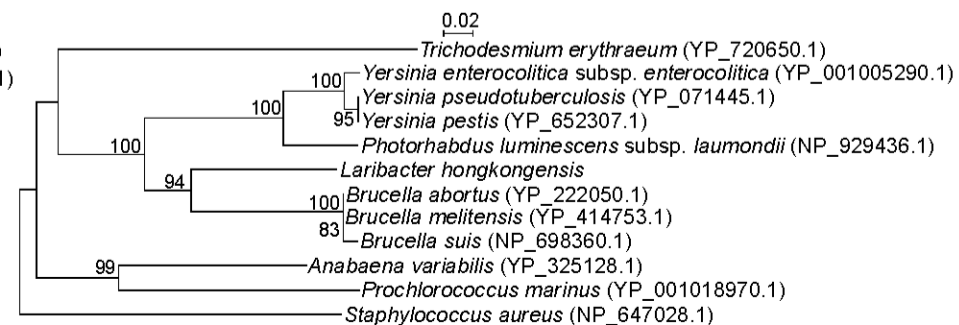 0.02
1)
Trichodesmium erythraeum (YP_720650.1)
100
Yersinia enterocolitica subsp. enterocolitica (YP_001005290.1)
100
Yersinia pseudotuberculosis (YP_071445.1)
95
Yersinia pestis (YP_652307.1)
100
Photorhabdus luminescens subsp. laumondii (NP_929436.1)
94
Laribacter hongkongensis
100
Brucella abortus (YP_222050.1)
Brucella melitensis (YP_414753.1)
83
Brucella suis (NP_698360.1)
99
Anabaena variabilis (YP_325128.1)
Prochlorococcus marinus (YP_001018970.1)
Staphylococcus aureus (NP_647028.1)